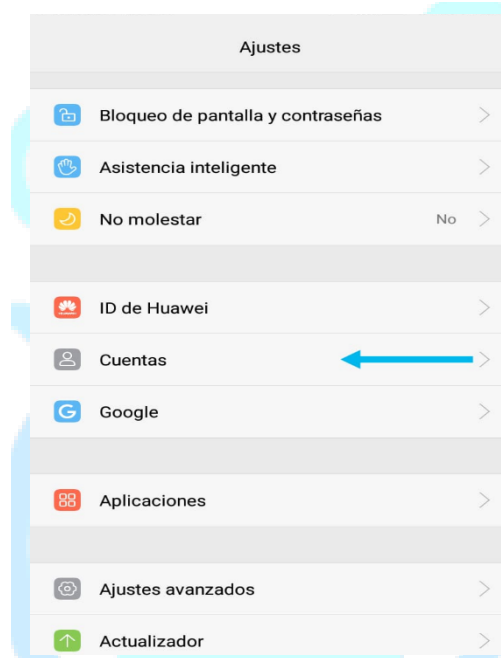 Ajustes
Bloqueo de pantalla y contraseñas
Asistencia inteligente
No molestar No
ID de Huawei
Cuentas
Google
Aplicaciones
Ajustes avanzados
Actualizador